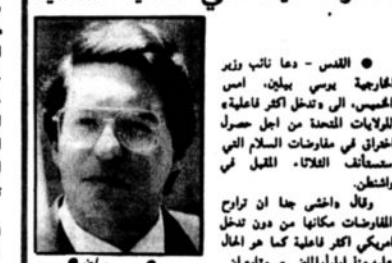 ● القدس - دعا نائب وزير
الخارجية يوسي بيلين، امس
الخميس، الى «تدخل اكثر فاعلية»
للولايات المتحدة من اجل حصول
اختراق في مفاوضات السلام التي
ستستأنف الثلاثاء المقبل في
واشنطن.
وقال «اخشى جدا ان تراوح
المفاوضات مكانها من دون تدخل
اميركي اكثر فاعلية كما هو الحال